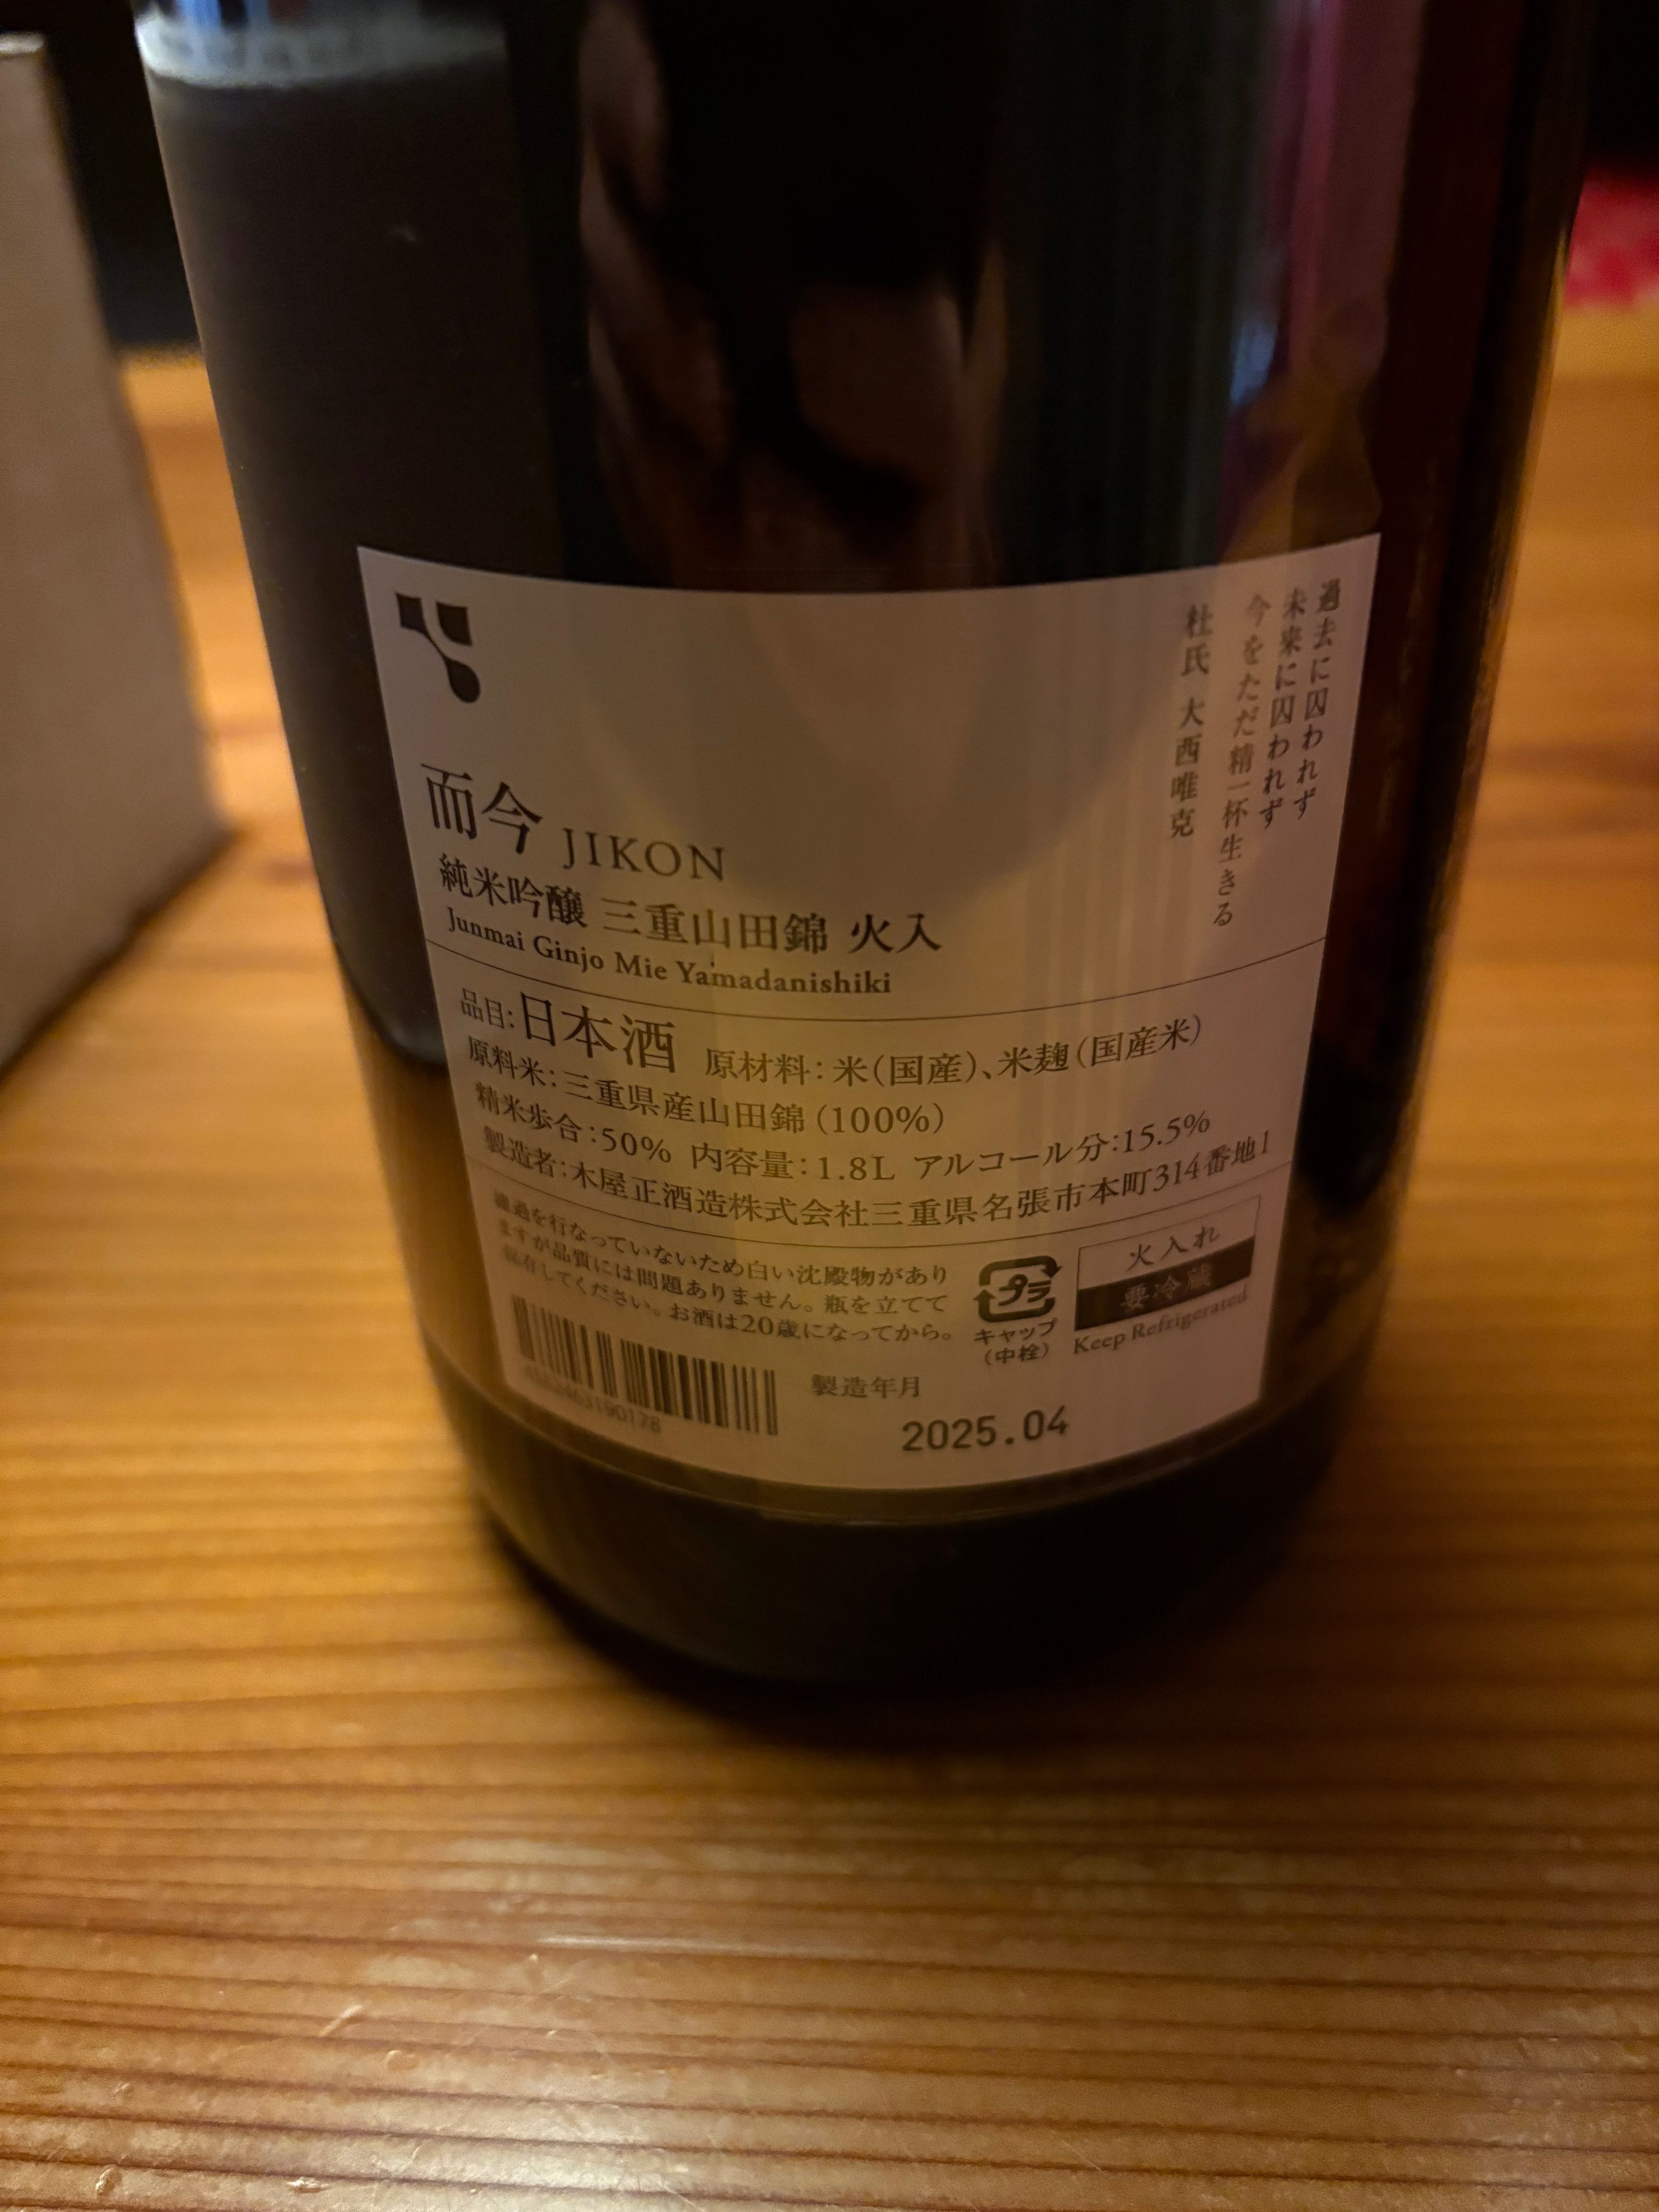 過去に囚われず
未来に囚われず
今をただ精一杯生きる
杜氏 大西唯克
而今 JIKON
純米吟醸 三重山田錦 火入
Junmai Ginjo Mie Yamadanishiki
品目:日本酒 原材料:米(国産)、米麹(国産米)
原料米:三重県産山田錦(100%)
精米歩合:50% 内容量:1.8L アルコール分:15.5%
製造者:木屋正酒造株式会社三重県名張市本町314番地1
濾過を行なっていないため白い沈殿物があり
ますが品質には問題ありません。瓶を立てて
保存してください。お酒は20歳になってから。
プラ
キャップ
(中栓)
火入れ
要冷蔵
Keep Refrigerated
製造年月
2025.04